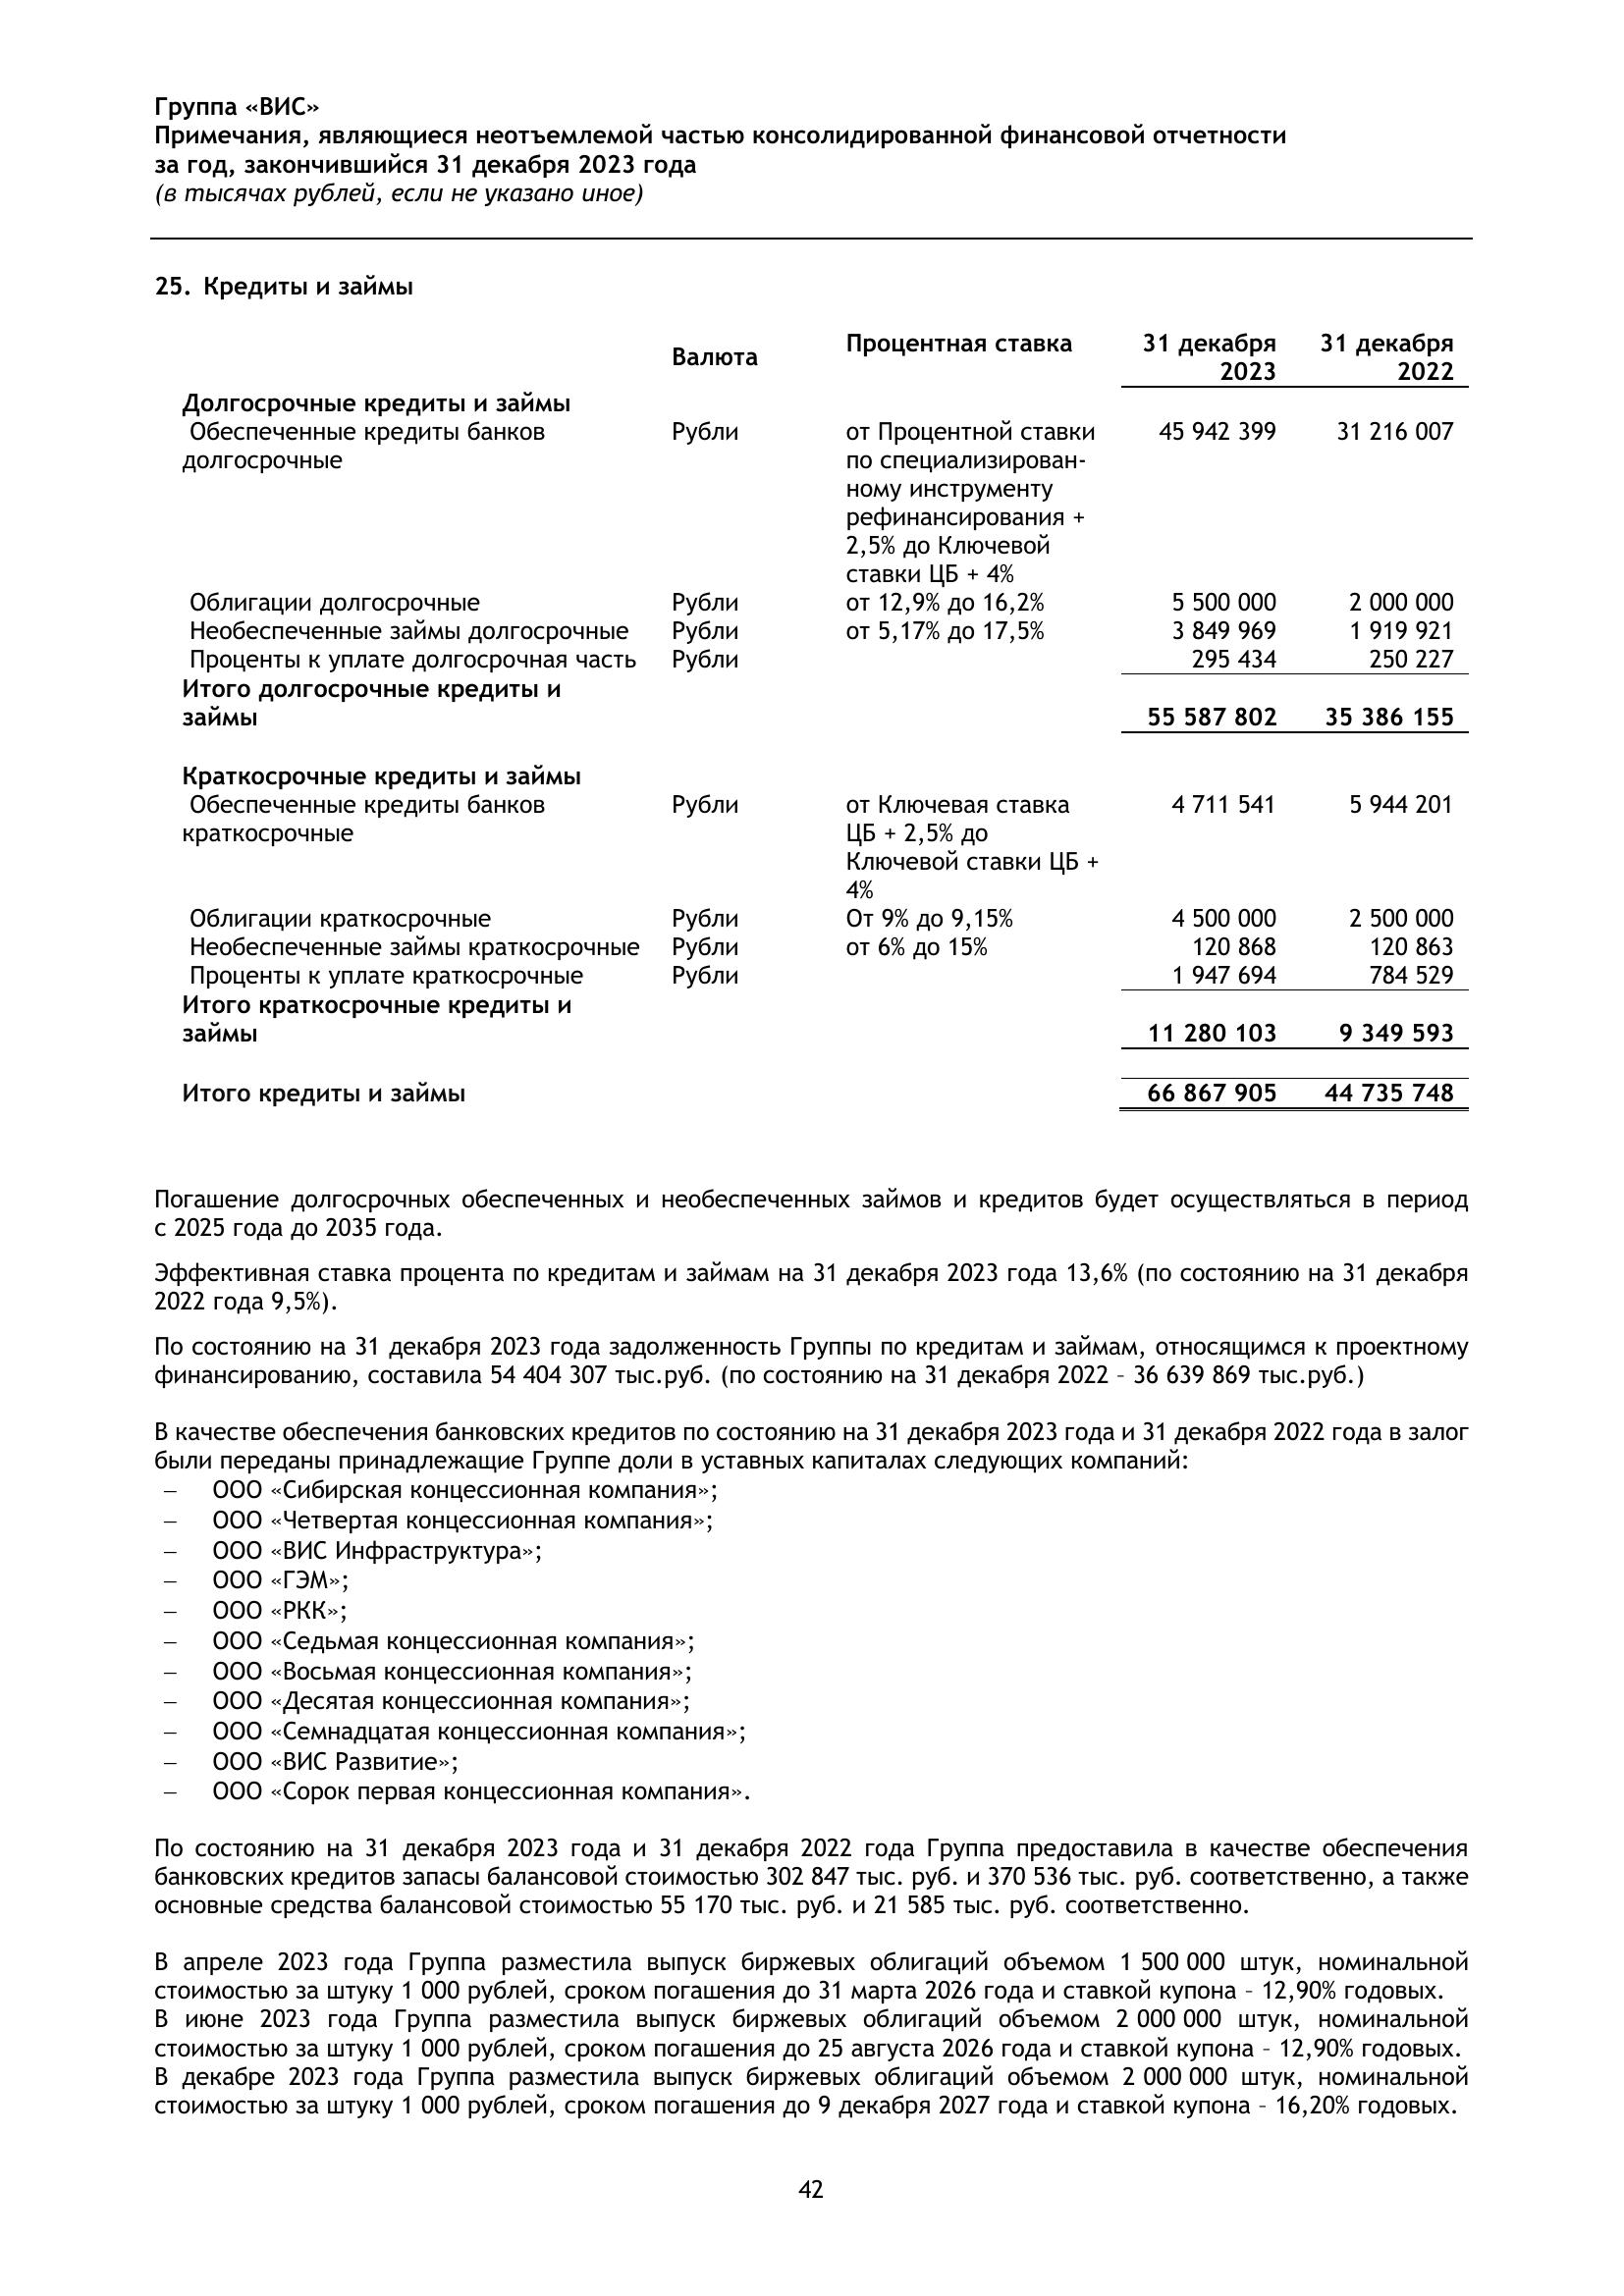 Группа «ВИС»
Примечания, являющиеся неотъемлемой частью консолидированной финансовой отчетности
за год, закончившийся 31 декабря 2023 года
(в тысячах рублей, если не указано иное)
25. Кредиты и займы
Валюта Процентная ставка 31 декабря 2023 31 декабря 2022
Долгосрочные кредиты и займы
Обеспеченные кредиты банков Рубли от Процентной ставки 45 942 399 31 216 007
долгосрочные по специализирован-
ному инструменту
рефинансирования +
2,5% до Ключевой
ставки ЦБ + 4%
Облигации долгосрочные Рубли от 12,9% до 16,2% 5 500 000 2 000 000
Необеспеченные займы долгосрочные Рубли от 5,17% до 17,5% 3 849 969 1 919 921
Проценты к уплате долгосрочная часть Рубли 295 434 250 227
Итого долгосрочные кредиты и
займы 55 587 802 35 386 155
Краткосрочные кредиты и займы
Обеспеченные кредиты банков Рубли от Ключевая ставка 4 711 541 5 944 201
краткосрочные ЦБ + 2,5% до
Ключевой ставки ЦБ +
4%
Облигации краткосрочные Рубли От 9% до 9,15% 4 500 000 2 500 000
Необеспеченные займы краткосрочные Рубли от 6% до 15% 120 868 120 863
Проценты к уплате краткосрочные Рубли 1 947 694 784 529
Итого краткосрочные кредиты и
займы 11 280 103 9 349 593
Итого кредиты и займы 66 867 905 44 735 748
Погашение долгосрочных обеспеченных и необеспеченных займов и кредитов будет осуществляться в период
с 2025 года до 2035 года.
Эффективная ставка процента по кредитам и займам на 31 декабря 2023 года 13,6% (по состоянию на 31 декабря
2022 года 9,5%).
По состоянию на 31 декабря 2023 года задолженность Группы по кредитам и займам, относящимся к проектному
финансированию, составила 54 404 307 тыс.руб. (по состоянию на 31 декабря 2022 – 36 639 869 тыс.руб.)
В качестве обеспечения банковских кредитов по состоянию на 31 декабря 2023 года и 31 декабря 2022 года в залог
были переданы принадлежащие Группе доли в уставных капиталах следующих компаний:
– ООО «Сибирская концессионная компания»;
– ООО «Четвертая концессионная компания»;
– ООО «ВИС Инфраструктура»;
– ООО «ГЭМ»;
– ООО «РКК»;
– ООО «Седьмая концессионная компания»;
– ООО «Восьмая концессионная компания»;
– ООО «Десятая концессионная компания»;
– ООО «Семнадцатая концессионная компания»;
– ООО «ВИС Развитие»;
– ООО «Сорок первая концессионная компания».
По состоянию на 31 декабря 2023 года и 31 декабря 2022 года Группа предоставила в качестве обеспечения
банковских кредитов запасы балансовой стоимостью 302 847 тыс. руб. и 370 536 тыс. руб. соответственно, а также
основные средства балансовой стоимостью 55 170 тыс. руб. и 21 585 тыс. руб. соответственно.
В апреле 2023 года Группа разместила выпуск биржевых облигаций объемом 1 500 000 штук, номинальной
стоимостью за штуку 1 000 рублей, сроком погашения до 31 марта 2026 года и ставкой купона – 12,90% годовых.
В июне 2023 года Группа разместила выпуск биржевых облигаций объемом 2 000 000 штук, номинальной
стоимостью за штуку 1 000 рублей, сроком погашения до 25 августа 2026 года и ставкой купона – 12,90% годовых.
В декабре 2023 года Группа разместила выпуск биржевых облигаций объемом 2 000 000 штук, номинальной
стоимостью за штуку 1 000 рублей, сроком погашения до 9 декабря 2027 года и ставкой купона – 16,20% годовых.
42